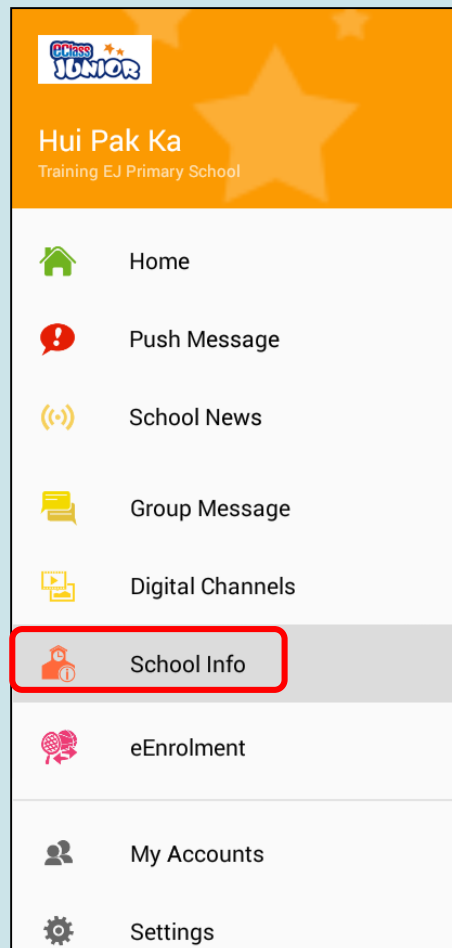 eClass
JUNIOR
Hui Pak Ka
Training EJ Primary School
Home
Push Message
School News
Group Message
Digital Channels
School Info
eEnrolment
My Accounts
Settings